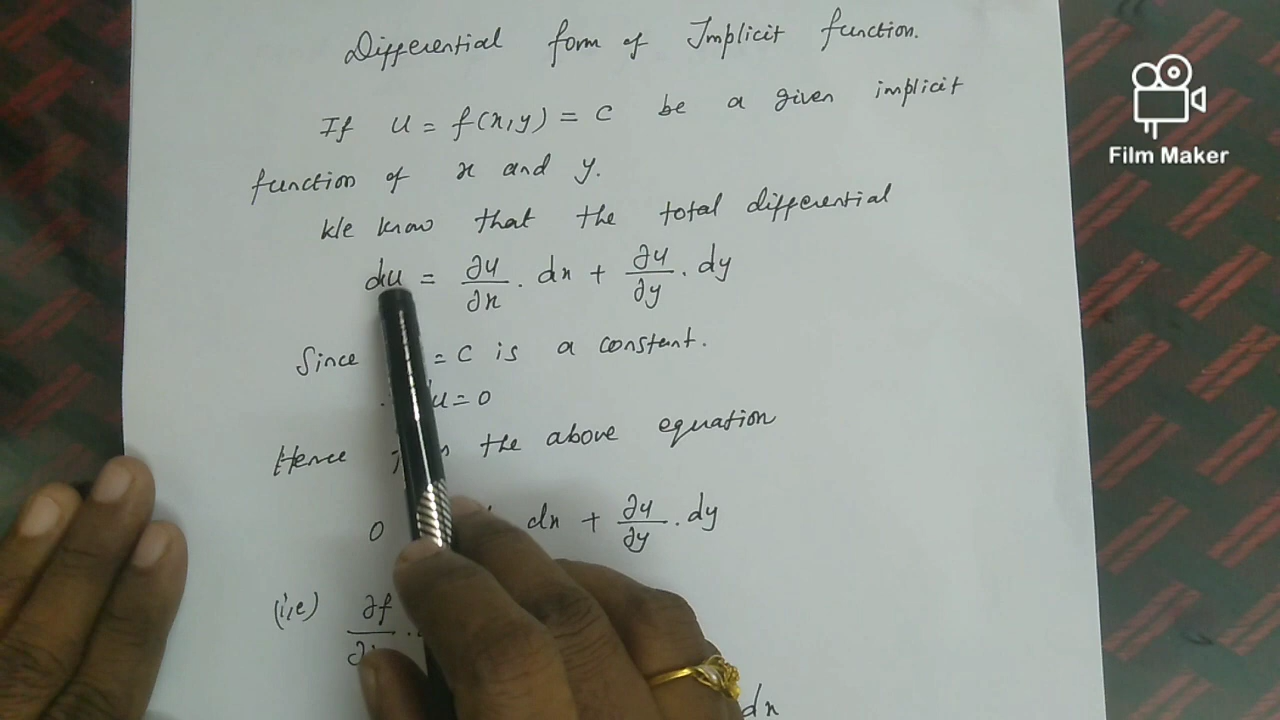 Differential form of Implicit function.
If u = f(x,y) = c be a given implicit
function of x and y.
We know that the total differential
du = ∂u/∂x . dx + ∂u/∂y . dy
Since = c is a constant.
u = 0
Hence the above equation
0 dx + ∂u/∂y . dy
(i,e) ∂f
dx
Film Maker